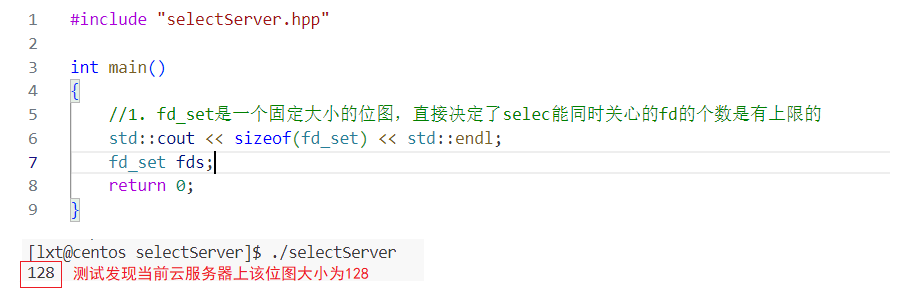 1 #include "selectServer.hpp"
2
3 int main()
4 {
5     //1. fd_set是一个固定大小的位图，直接决定了selec能同时关心的fd的个数是有上限的
6     std::cout << sizeof(fd_set) << std::endl;
7     fd_set fds;
8     return 0;
9 }
[lxt@centos selectServer]$ ./selectServer
128 测试发现当前云服务器上该位图大小为128